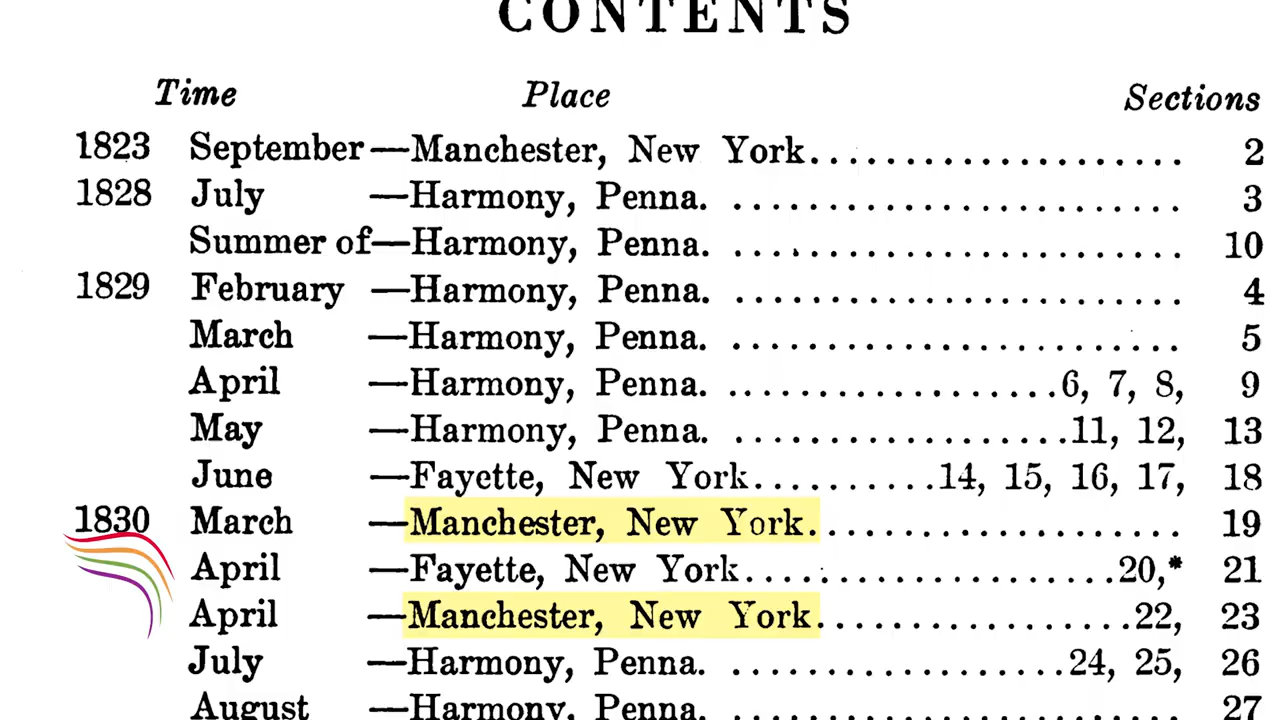 CONTENTS
Time Place Sections
1823 September—Manchester, New York.................... 2
1828 July —Harmony, Penna. ........................ 3
Summer of—Harmony, Penna. ........................ 10
1829 February —Harmony, Penna. ........................ 4
March —Harmony, Penna. ........................ 5
April —Harmony, Penna. ..................6, 7, 8, 9
May —Harmony, Penna. ..................11, 12, 13
June —Fayette, New York..........14, 15, 16, 17, 18
1830 March —Manchester, New York.................... 19
April —Fayette, New York....................20,* 21
April —Manchester, New York.................22, 23
July —Harmony, Penna. ..................24, 25, 26
August —Harmony, Penna. ........................ 27